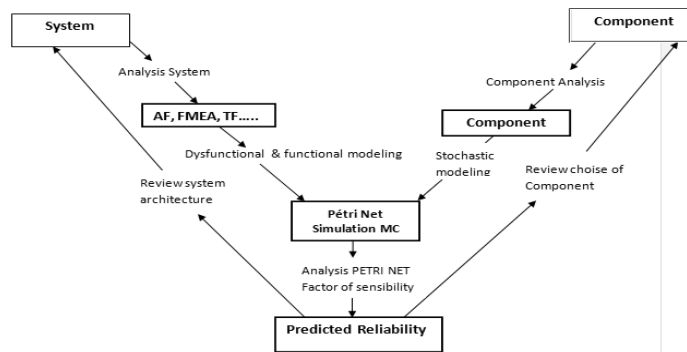 System
Component
Analysis System
Component Analysis
AF, FMEA, TF.....
Component
Dysfunctional & functional modeling
Stochastic
modeling
Review system
architecture
Review choise of
Component
Pétri Net
Simulation MC
Analysis PETRI NET
Factor of sensibility
Predicted Reliability